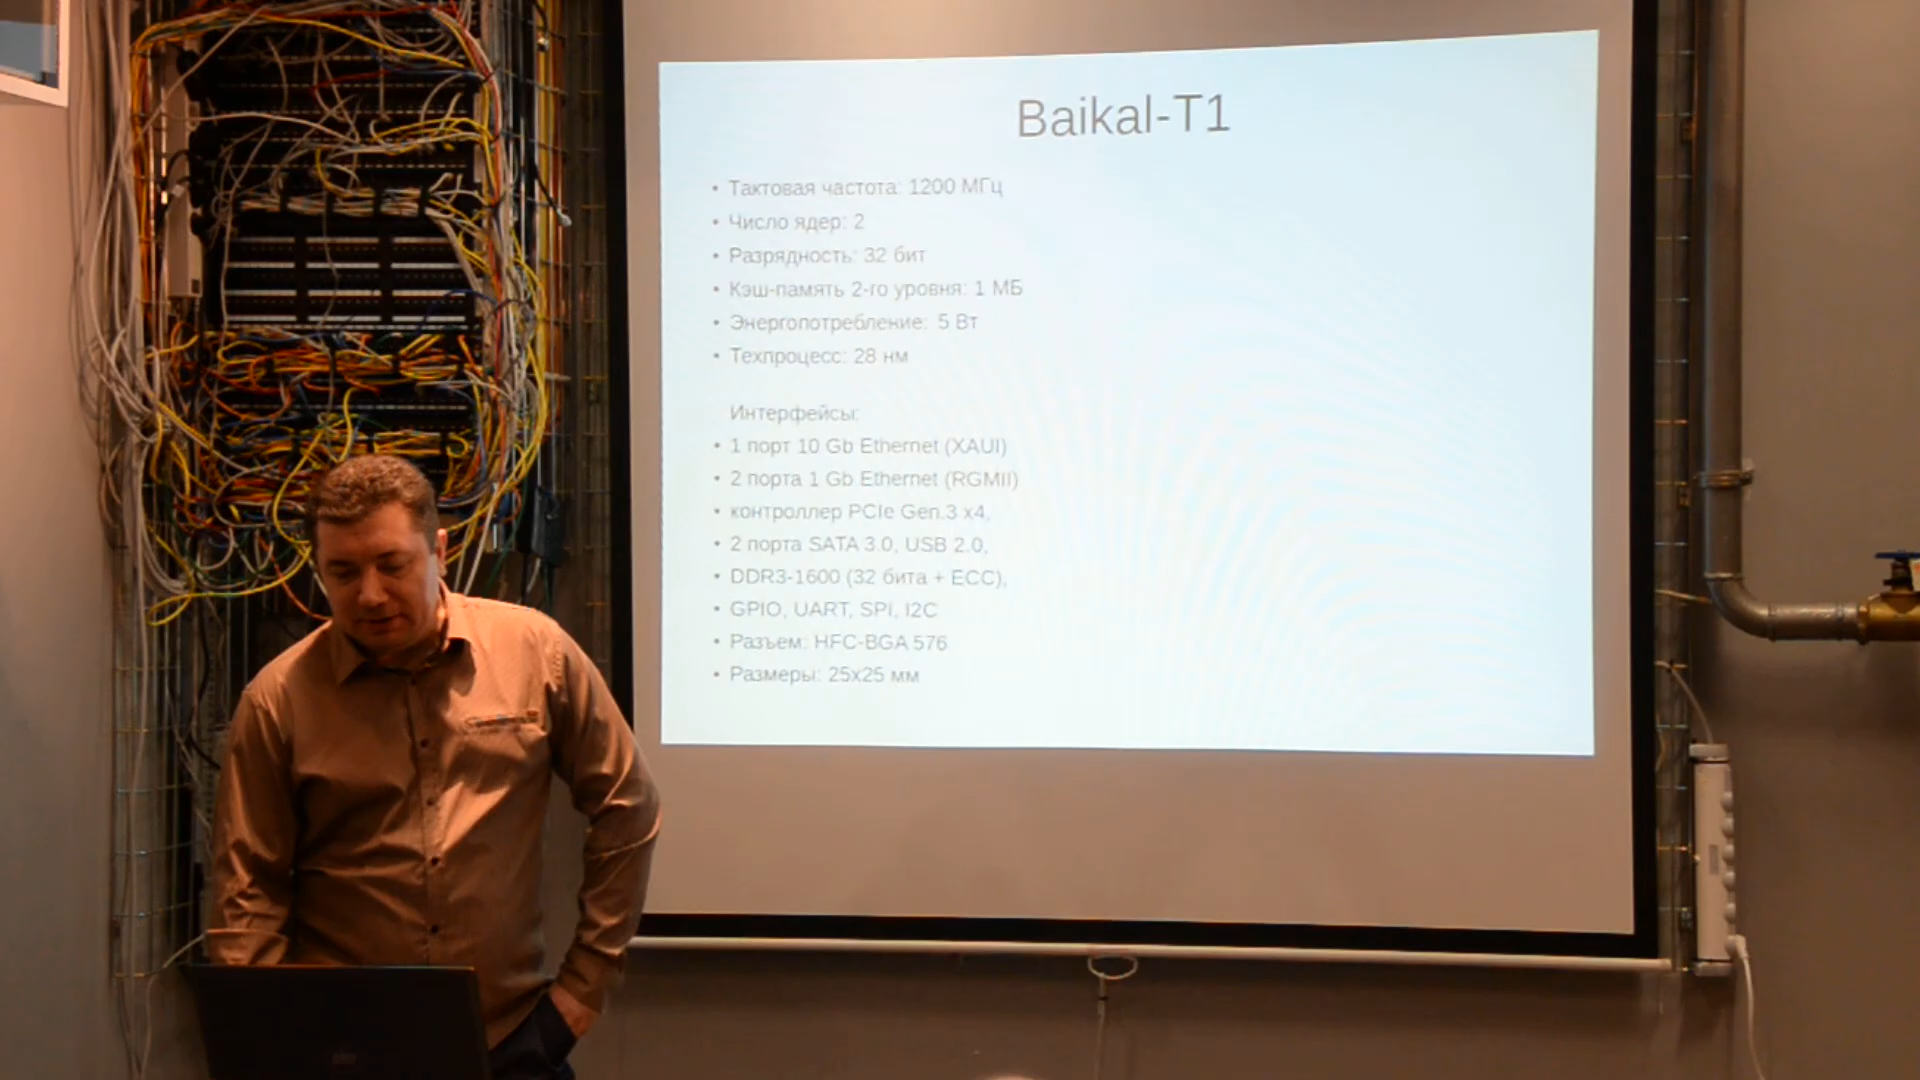 Baikal-T1
• Тактовая частота: 1200 МГц
• Число ядер: 2
• Разрядность: 32 бит
• Кэш-память 2-го уровня: 1 МБ
• Энергопотребление: 5 Вт
• Техпроцесс: 28 нм
Интерфейсы:
• 1 порт 10 Gb Ethernet (XAUI)
• 2 порта 1 Gb Ethernet (RGMII)
• контроллер PCIe Gen.3 x4,
• 2 порта SATA 3.0, USB 2.0,
• DDR3-1600 (32 бита + ECC),
• GPIO, UART, SPI, I2C
• Разъем: HFC-BGA 576
• Размеры: 25x25 мм